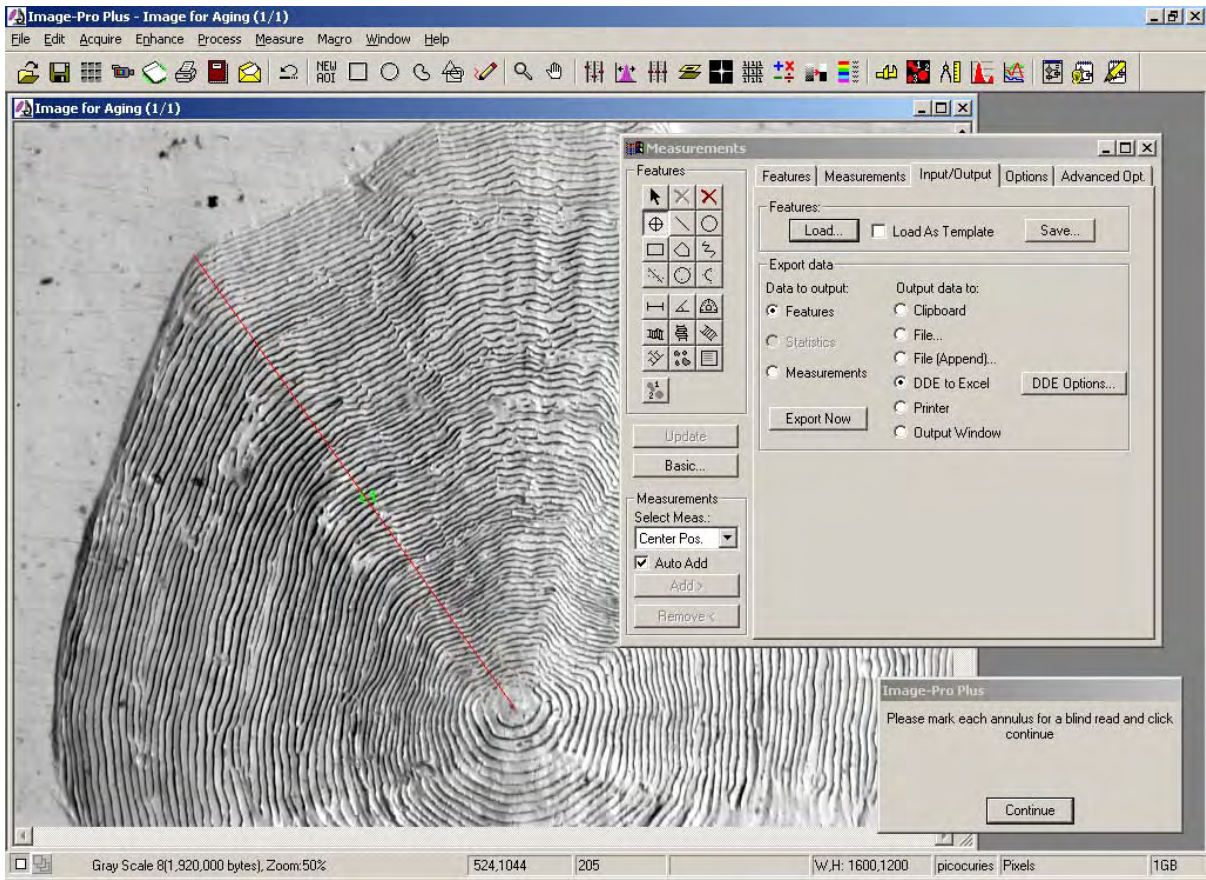 Image-Pro Plus - Image for Aging (1/1)
File Edit Acquire Enhance Process Measure Macro Window Help
NEW
AOI
Image for Aging (1/1)
Measurements
Features
Features Measurements Input/Output Options Advanced Opt.
Features:
Load... Load As Template Save...
Export data
Data to output: Output data to:
Features Clipboard
Statistics File...
File (Append)...
Measurements DDE to Excel DDE Options...
Export Now Printer
Output Window
Update
Basic...
Measurements
Select Meas.:
Center Pos.
Auto Add
Add >
Remove <
Image-Pro Plus
Please mark each annulus for a blind read and click
continue
Continue
Gray Scale 8(1,920,000 bytes), Zoom:50% 524,1044 205 W,H: 1600,1200 picocuries Pixels 1GB